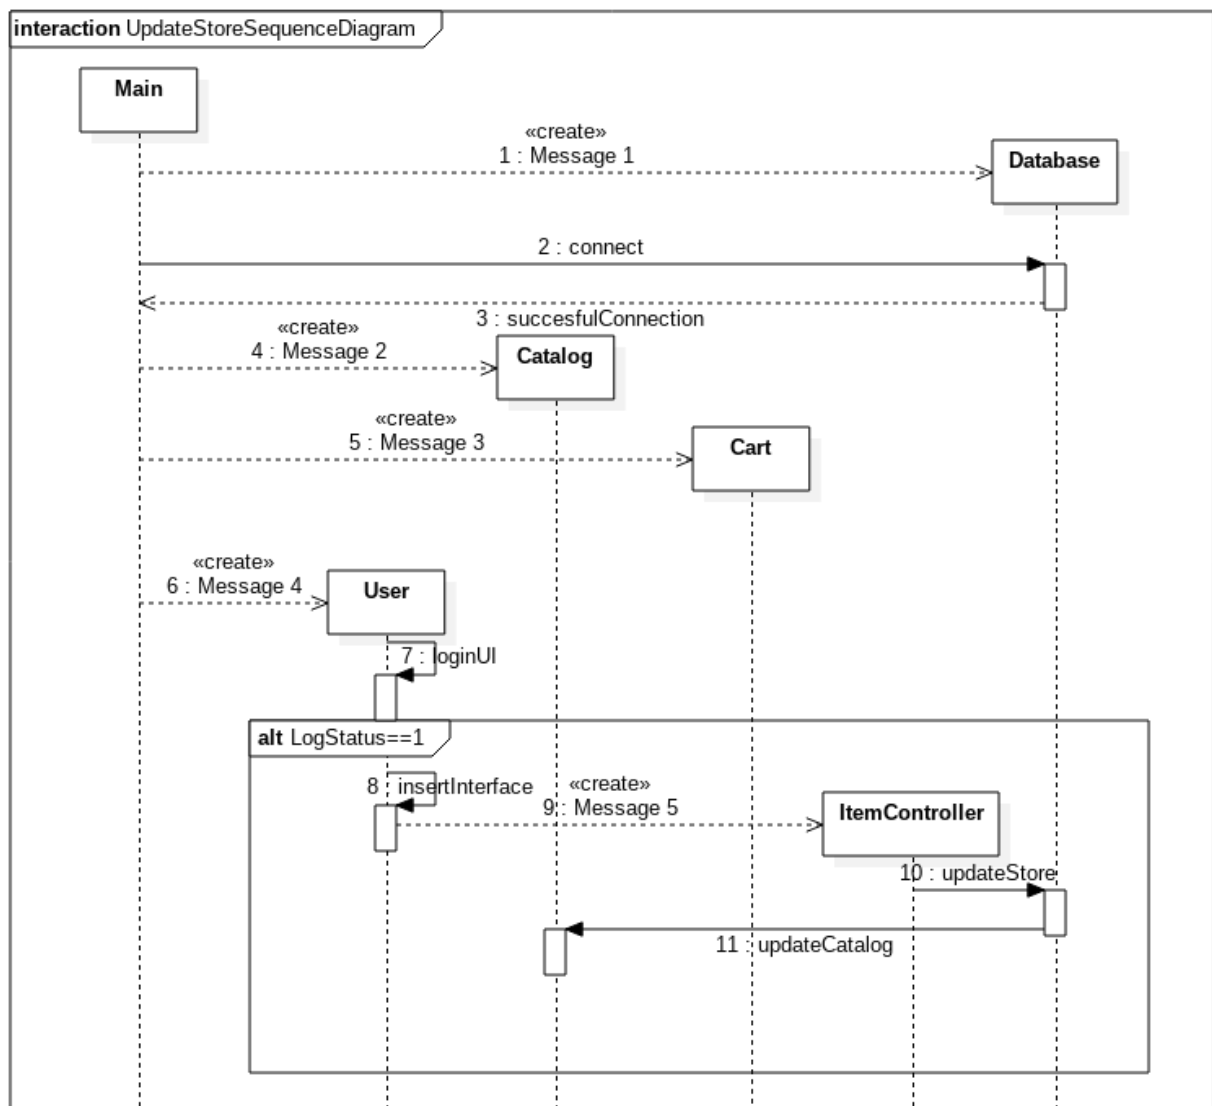 interaction UpdateStoreSequenceDiagram
Main
«create»
1 : Message 1
Database
2 : connect
3 : succesfulConnection
«create»
4 : Message 2
Catalog
«create»
5 : Message 3
Cart
«create»
6 : Message 4
User
7 : loginUI
alt LogStatus==1
8 : insertInterface
«create»
9 : Message 5
ItemController
10 : updateStore
11 : updateCatalog